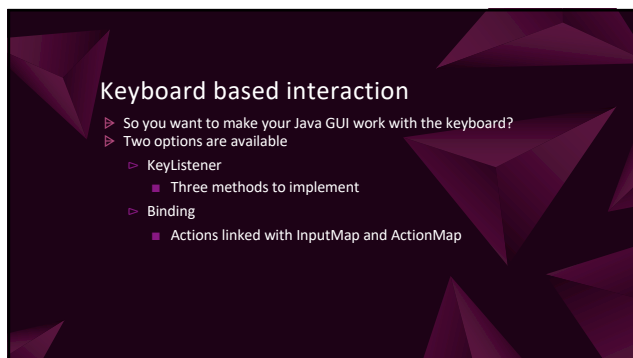 Keyboard based interaction
So you want to make your Java GUI work with the keyboard?
Two options are available
KeyListener
Three methods to implement
Binding
Actions linked with InputMap and ActionMap